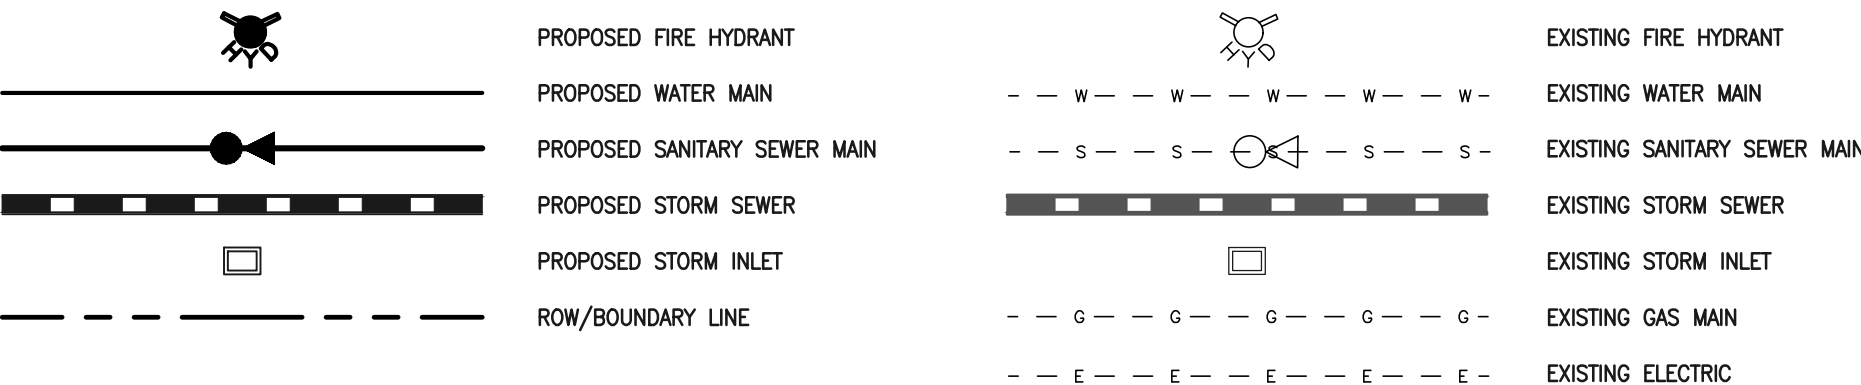 HYD PROPOSED FIRE HYDRANT
PROPOSED WATER MAIN
PROPOSED SANITARY SEWER MAIN
PROPOSED STORM SEWER
PROPOSED STORM INLET
ROW/BOUNDARY LINE
HYD EXISTING FIRE HYDRANT
W W W W W EXISTING WATER MAIN
S S S S S EXISTING SANITARY SEWER MAIN
EXISTING STORM SEWER
EXISTING STORM INLET
G G G G G EXISTING GAS MAIN
E E E E E EXISTING ELECTRIC